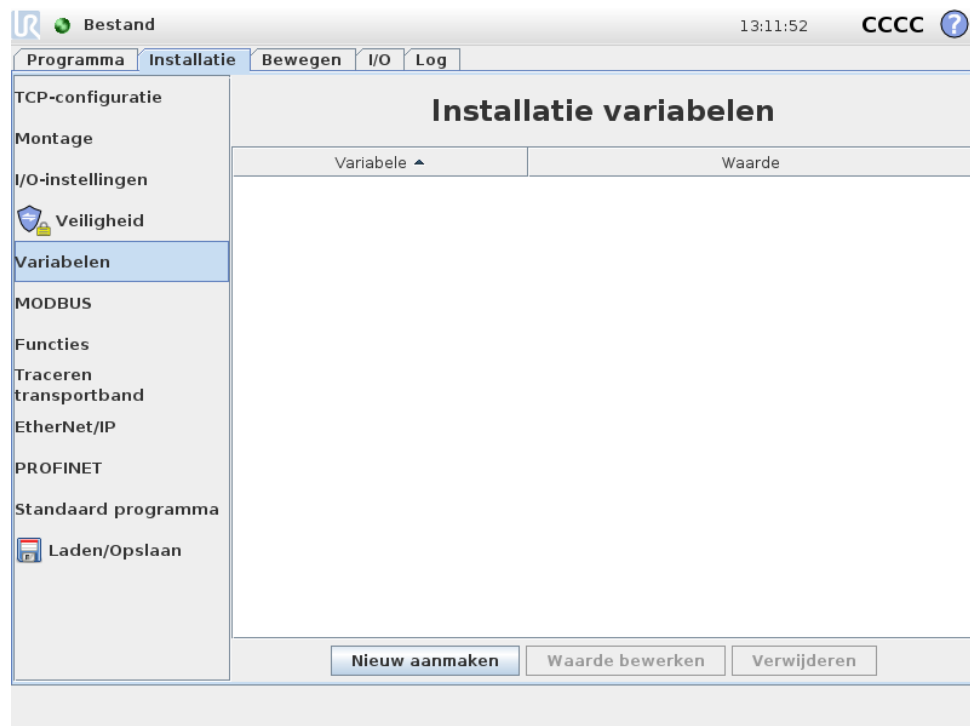 UR Bestand 13:11:52 CCCC ?
Programma Installatie Bewegen I/O Log
TCP-configuratie
Montage
I/O-instellingen
Veiligheid
Variabelen
MODBUS
Functies
Traceren
transportband
EtherNet/IP
PROFINET
Standaard programma
Laden/Opslaan
Installatie variabelen
Variabele Waarde
Nieuw aanmaken Waarde bewerken Verwijderen